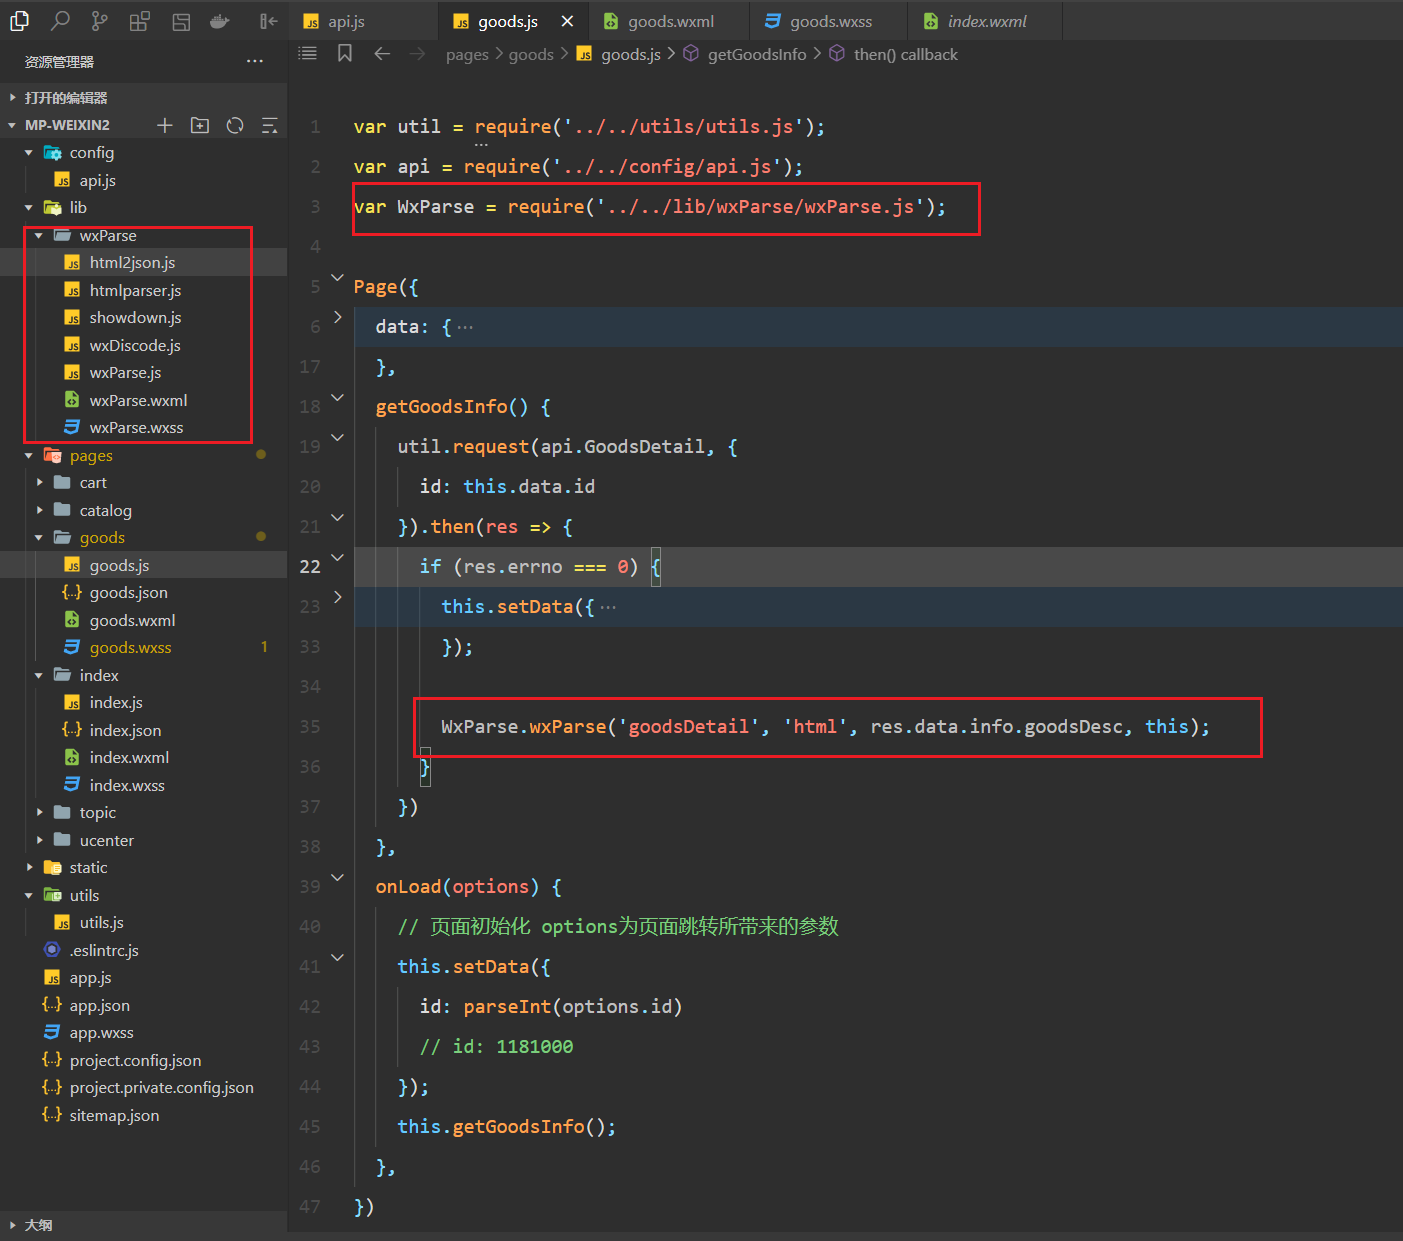 api.js
goods.js
goods.wxml
goods.wxss
index.wxml
资源管理器
pages
goods
goods.js
getGoodsInfo
then() callback
打开的编辑器
MP-WEIXIN2
config
api.js
lib
wxParse
html2json.js
htmlparser.js
showdown.js
wxDiscode.js
wxParse.js
wxParse.wxml
wxParse.wxss
pages
cart
catalog
goods
goods.js
goods.json
goods.wxml
goods.wxss 1
index
index.js
index.json
index.wxml
index.wxss
topic
ucenter
static
utils
utils.js
.eslintrc.js
app.js
app.json
app.wxss
project.config.json
project.private.config.json
sitemap.json
大纲
1 var util = require('../../utils/utils.js');
2 var api = require('../../config/api.js');
3 var WxParse = require('../../lib/wxParse/wxParse.js');
4
5 Page({
6 data: {···
17 },
18 getGoodsInfo() {
19 util.request(api.GoodsDetail, {
20 id: this.data.id
21 }).then(res => {
22 if (res.errno === 0) {
23 this.setData({···
33 });
34
35 WxParse.wxParse('goodsDetail', 'html', res.data.info.goodsDesc, this);
36 }
37 })
38 },
39 onLoad(options) {
40 // 页面初始化 options为页面跳转所带来的参数
41 this.setData({
42 id: parseInt(options.id)
43 // id: 1181000
44 });
45 this.getGoodsInfo();
46 },
47 })